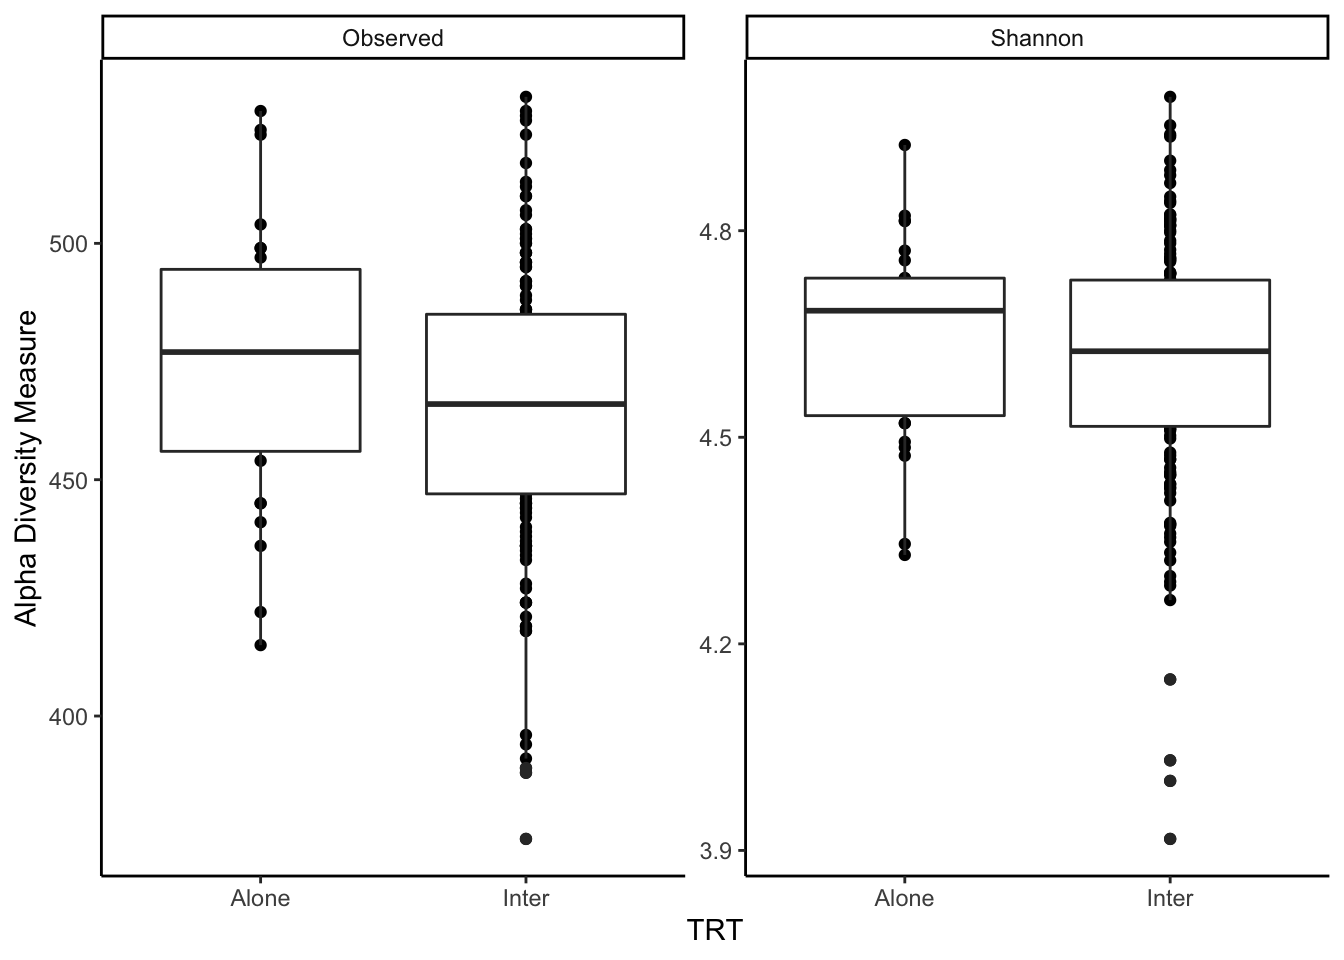 Observed
Shannon
Alpha Diversity Measure
500
450
400
4.8
4.5
4.2
3.9
Alone
Inter
Alone
Inter
TRT